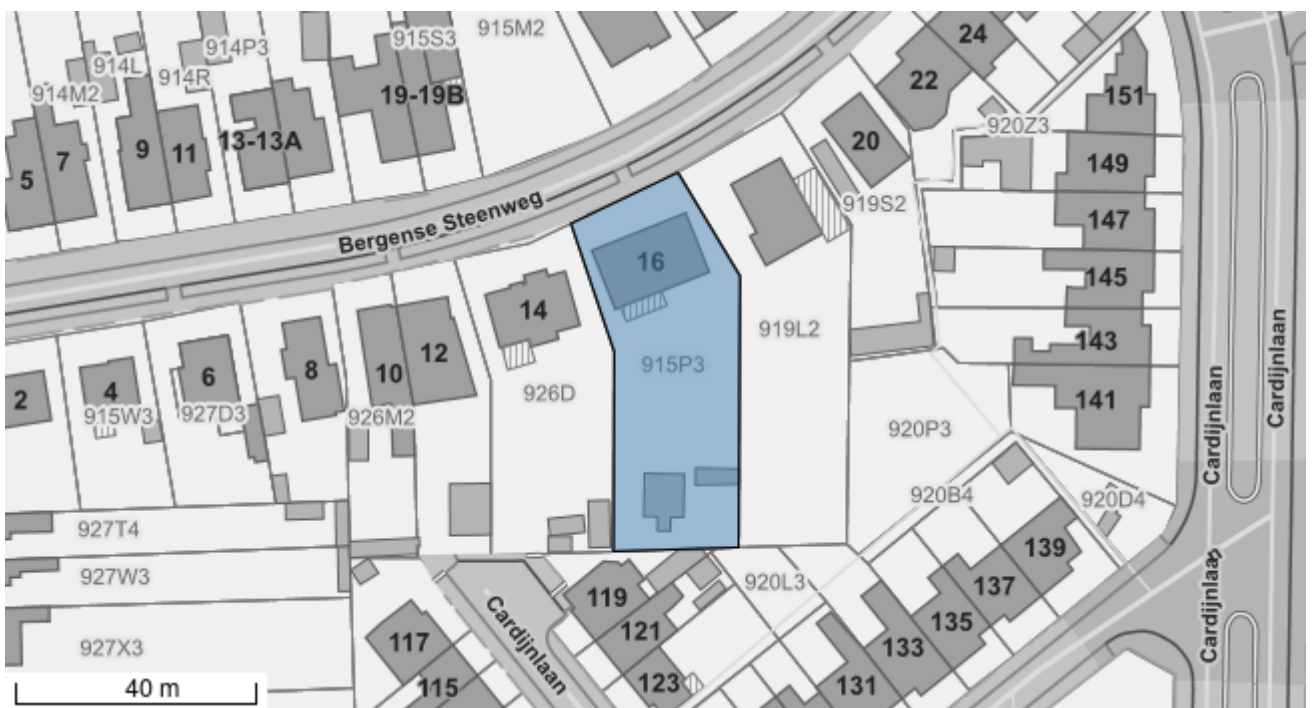 24
915S3
915M2
914P3
22
914L
914R
151
914M2
19-19B
920Z3
20
13-13A
9
11
7
5
149
919S2
147
Bergense Steenweg
16
145
14
919L2
143
12
915P3
8
10
6
4
2
926D
141
915W3
927D3
926M2
920P3
Cardijnlaan
Cardijnlaan
920B4
920D4
927T4
139
Cardijnlaan
927W3
920L3
137
119
135
121
133
Cardijnlaan
117
927X3
123
131
115
40 m